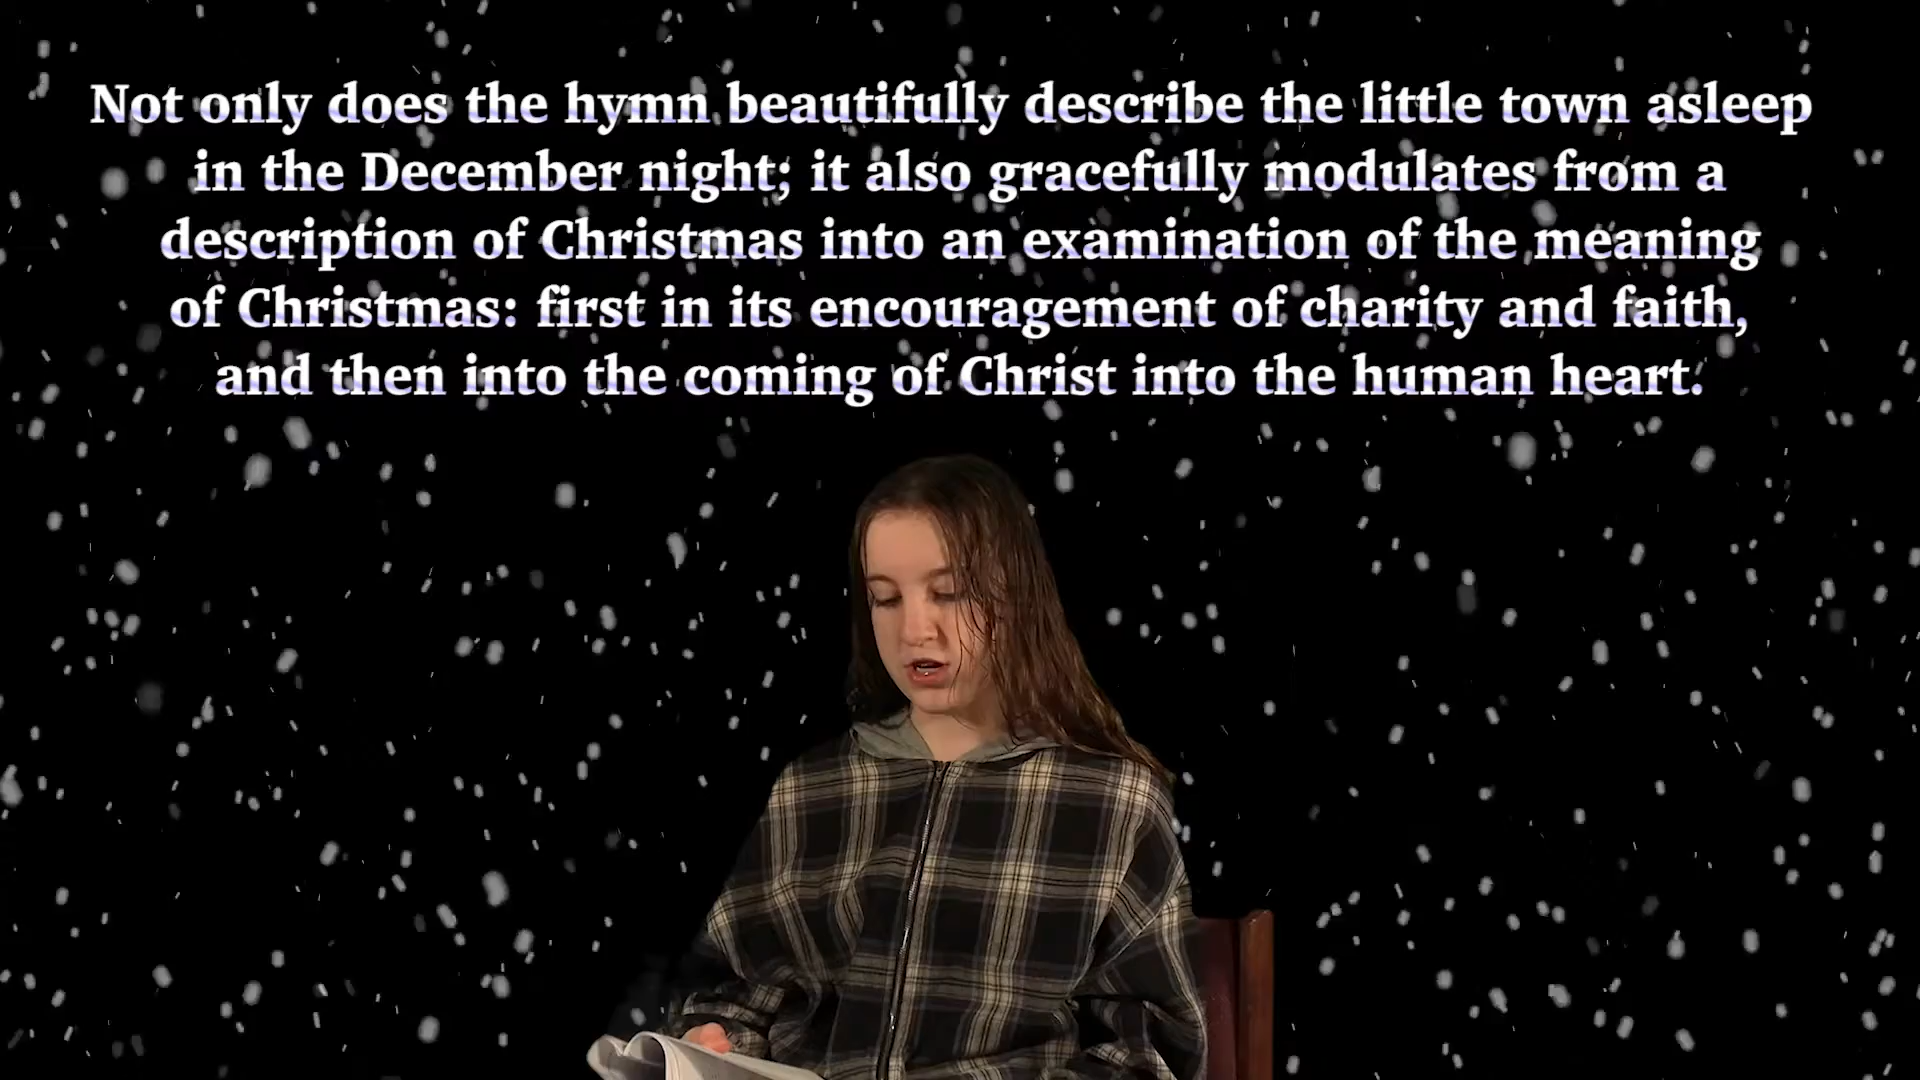 Not only does the hymn beautifully describe the little town asleep
in the December night; it also gracefully modulates from a
description of Christmas into an examination of the meaning
of Christmas: first in its encouragement of charity and faith,
and then into the coming of Christ into the human heart.